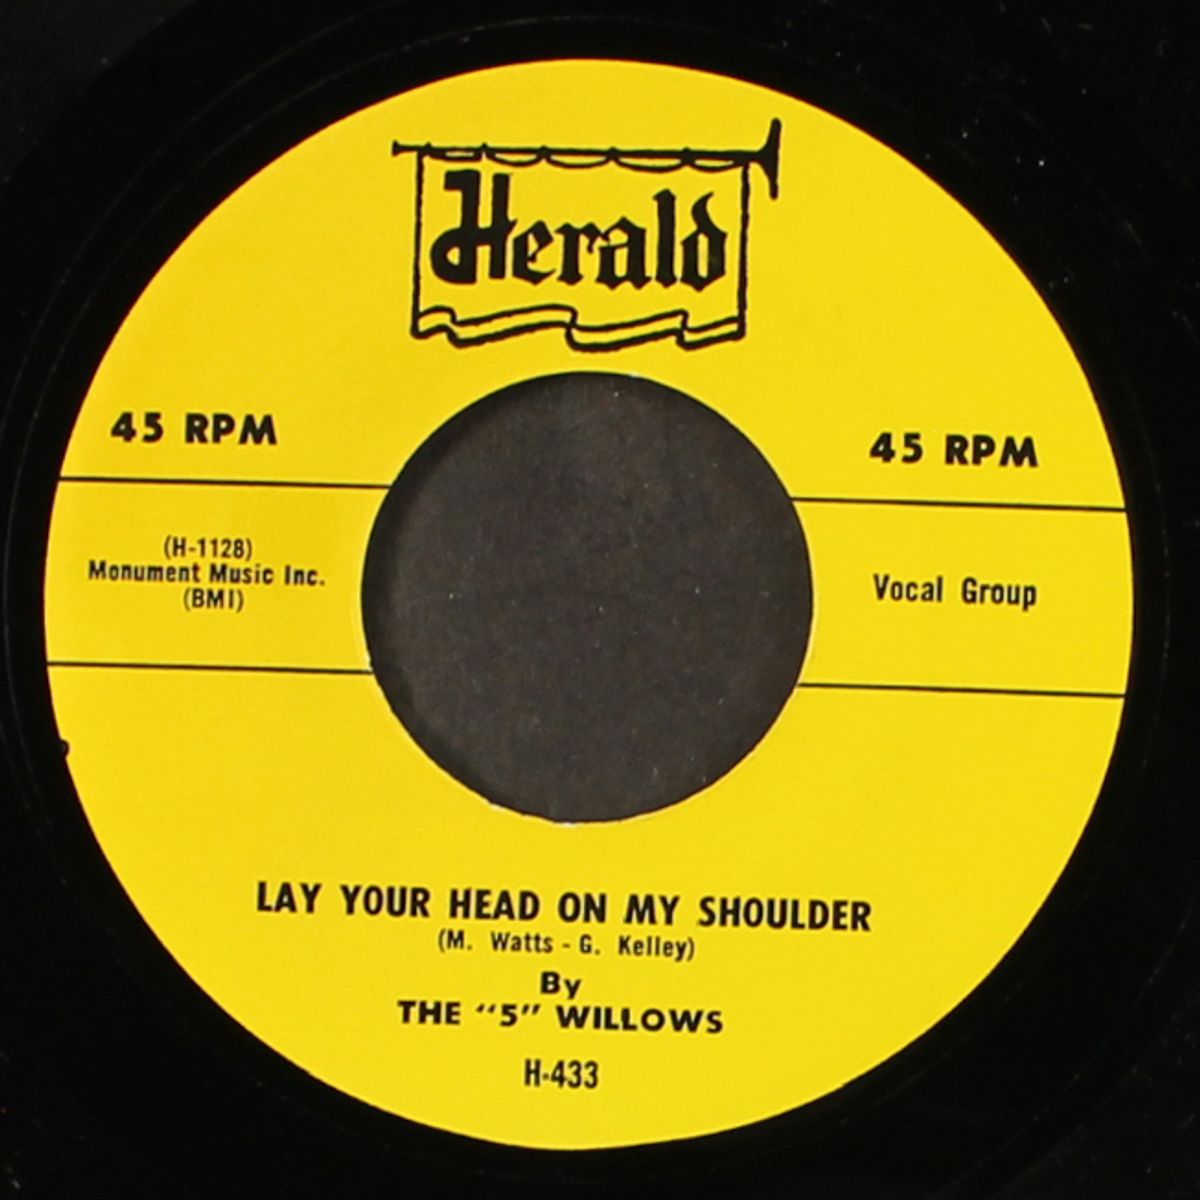 Herald
45 RPM
45 RPM
(H-1128)
Monument Music Inc.
(BMI)
Vocal Group
LAY YOUR HEAD ON MY SHOULDER
(M. Watts - G. Kelley)
By
THE "5" WILLOWS
H-433